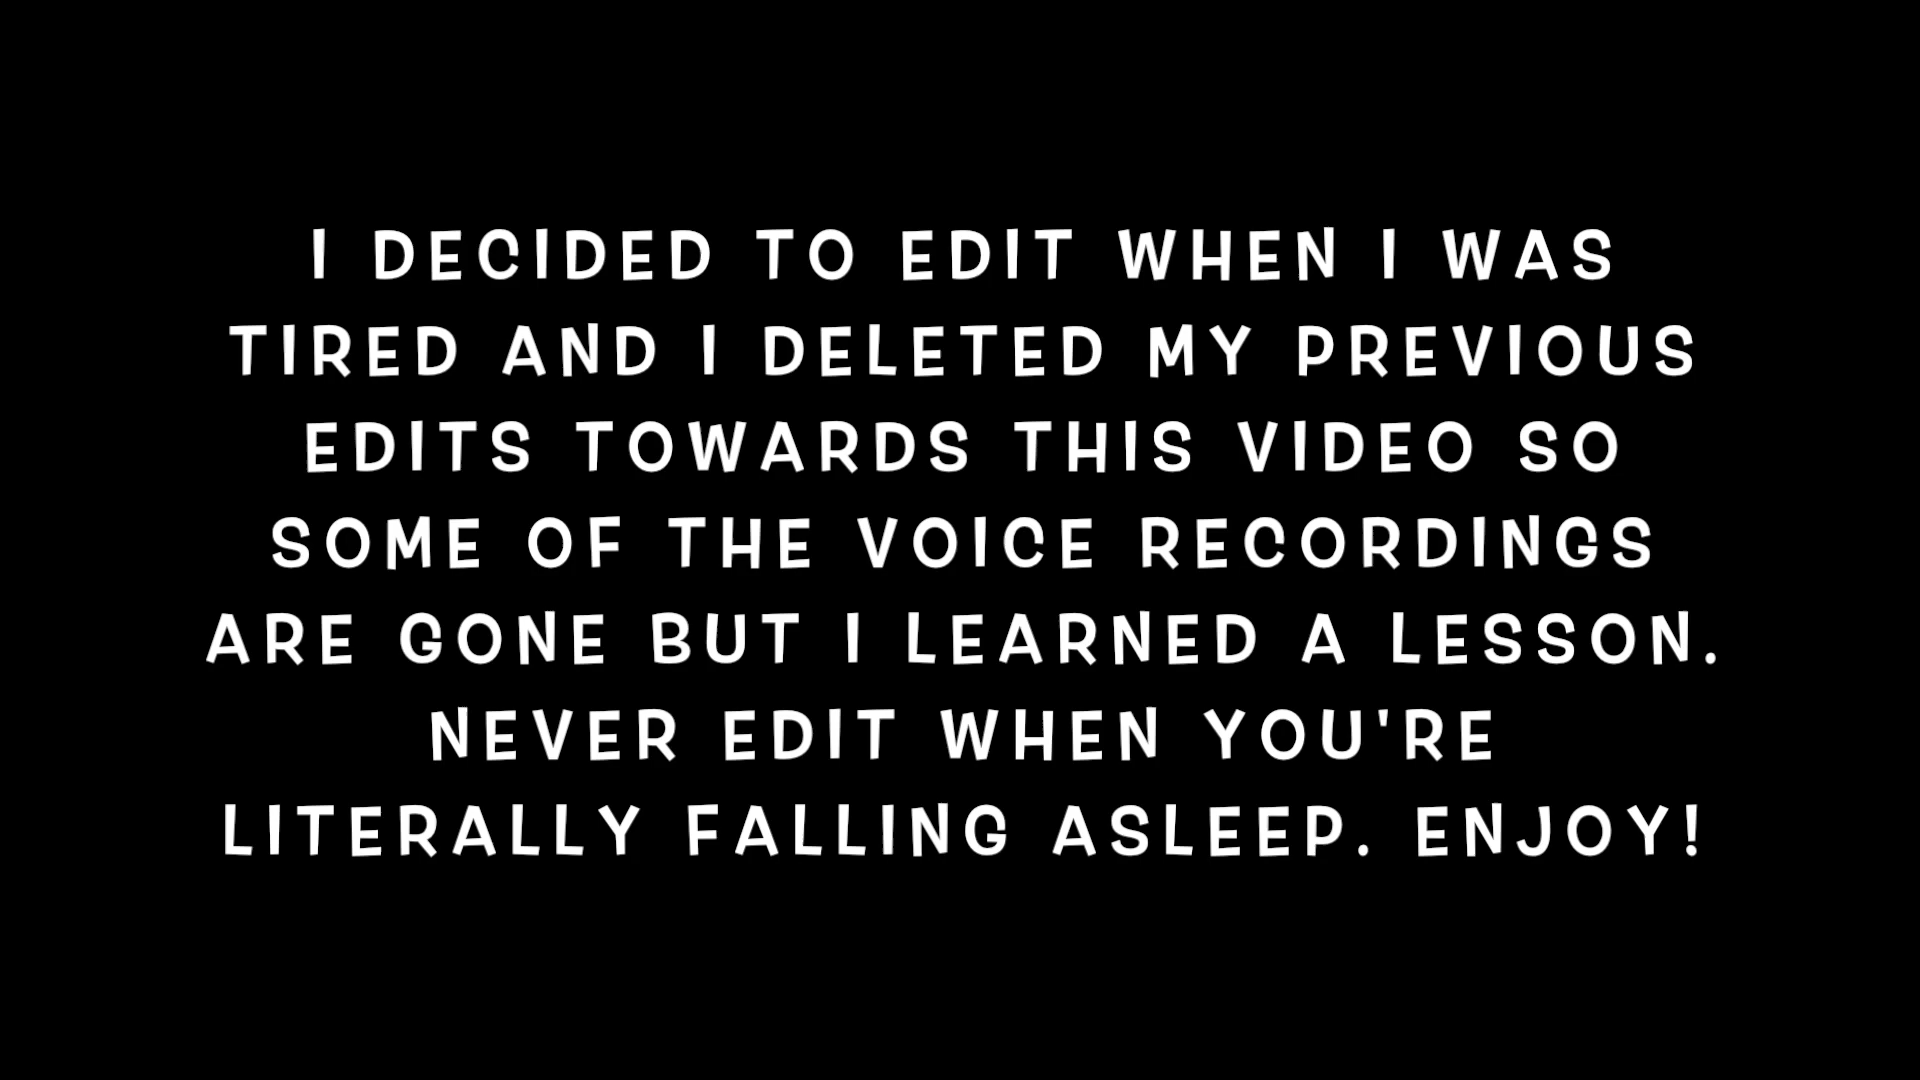 I DECIDED TO EDIT WHEN I WAS
TIRED AND I DELETED MY PREVIOUS
EDITS TOWARDS THIS VIDEO SO
SOME OF THE VOICE RECORDINGS
ARE GONE BUT I LEARNED A LESSON.
NEVER EDIT WHEN YOU'RE
LITERALLY FALLING ASLEEP. ENJOY!